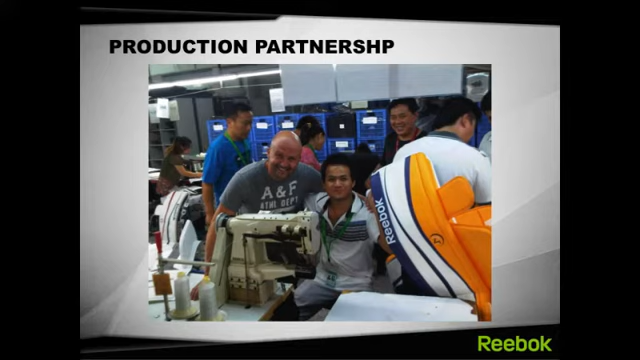 PRODUCTION PARTNERSHP
A & F
ATHL DEPT
Reebok
Reebok